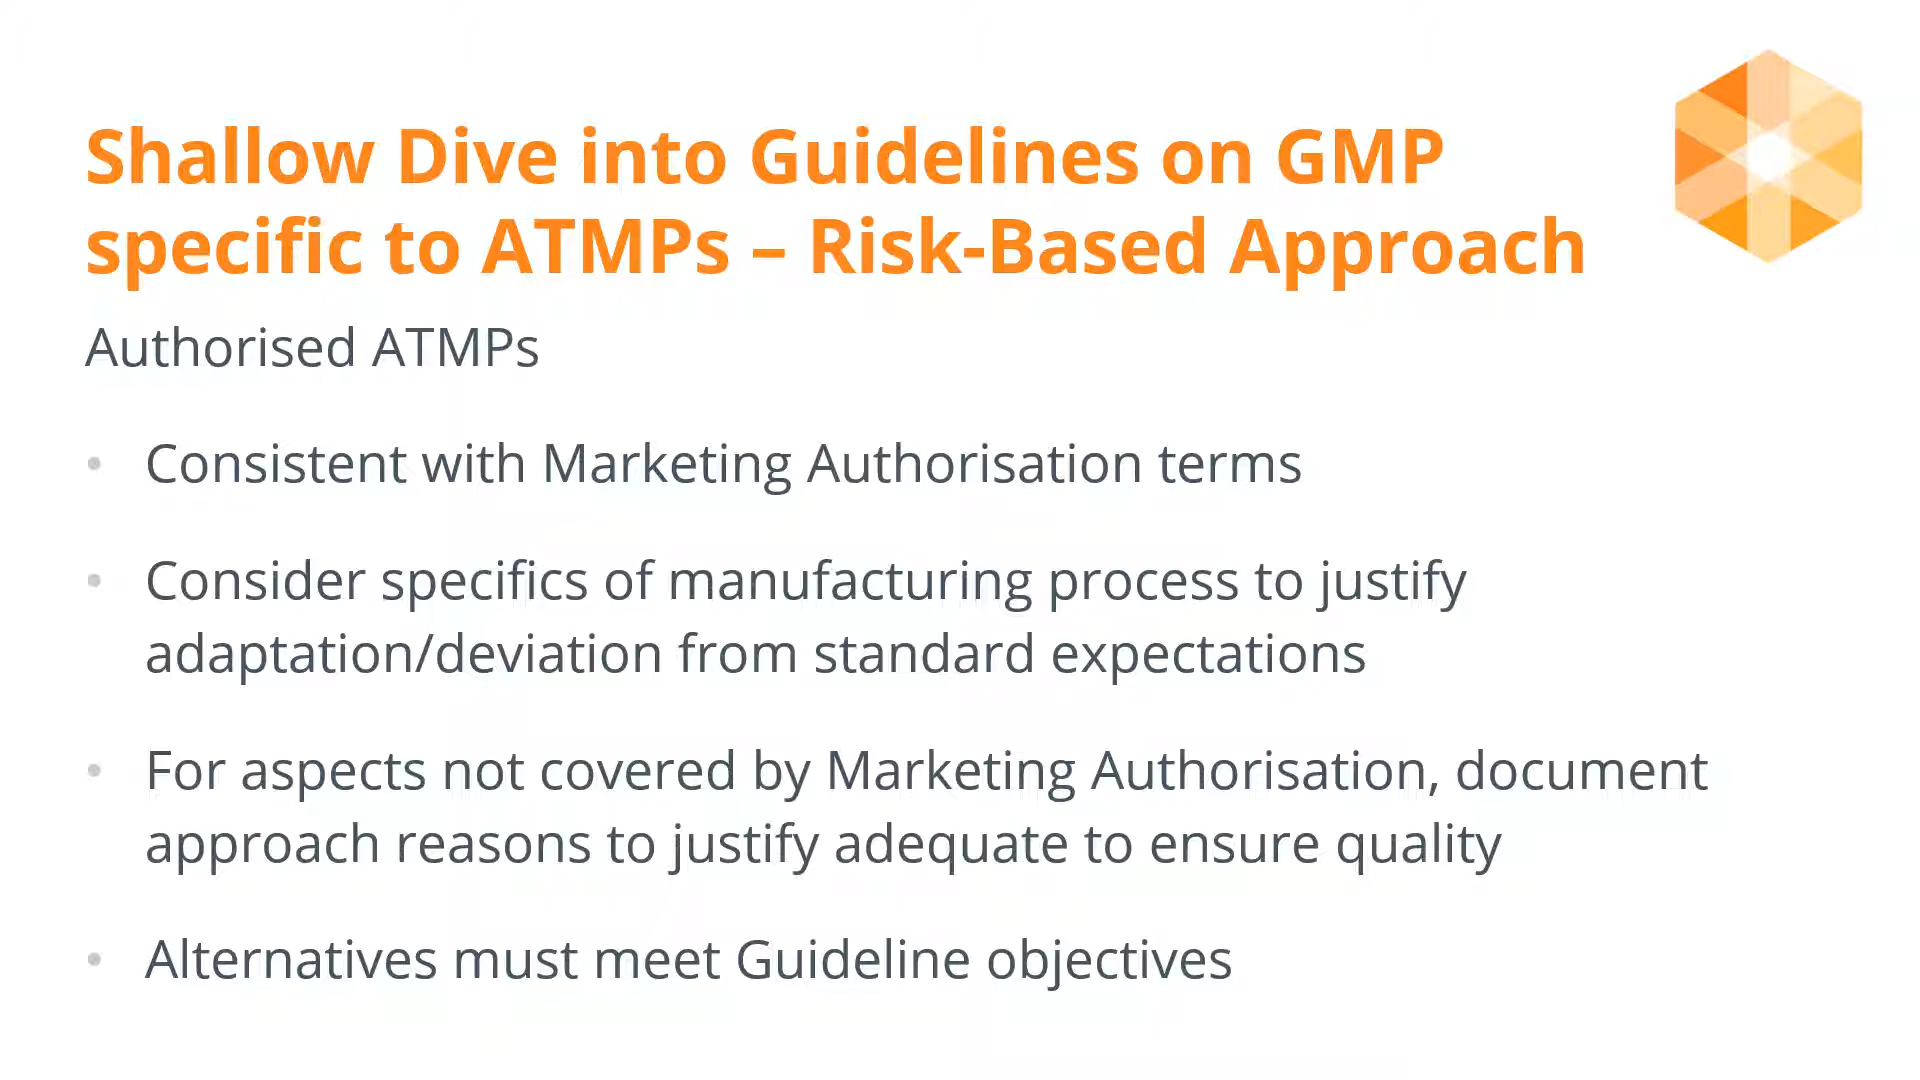 Shallow Dive into Guidelines on GMP
specific to ATMPs – Risk-Based Approach
Authorised ATMPs
• Consistent with Marketing Authorisation terms
• Consider specifics of manufacturing process to justify
adaptation/deviation from standard expectations
• For aspects not covered by Marketing Authorisation, document
approach reasons to justify adequate to ensure quality
• Alternatives must meet Guideline objectives